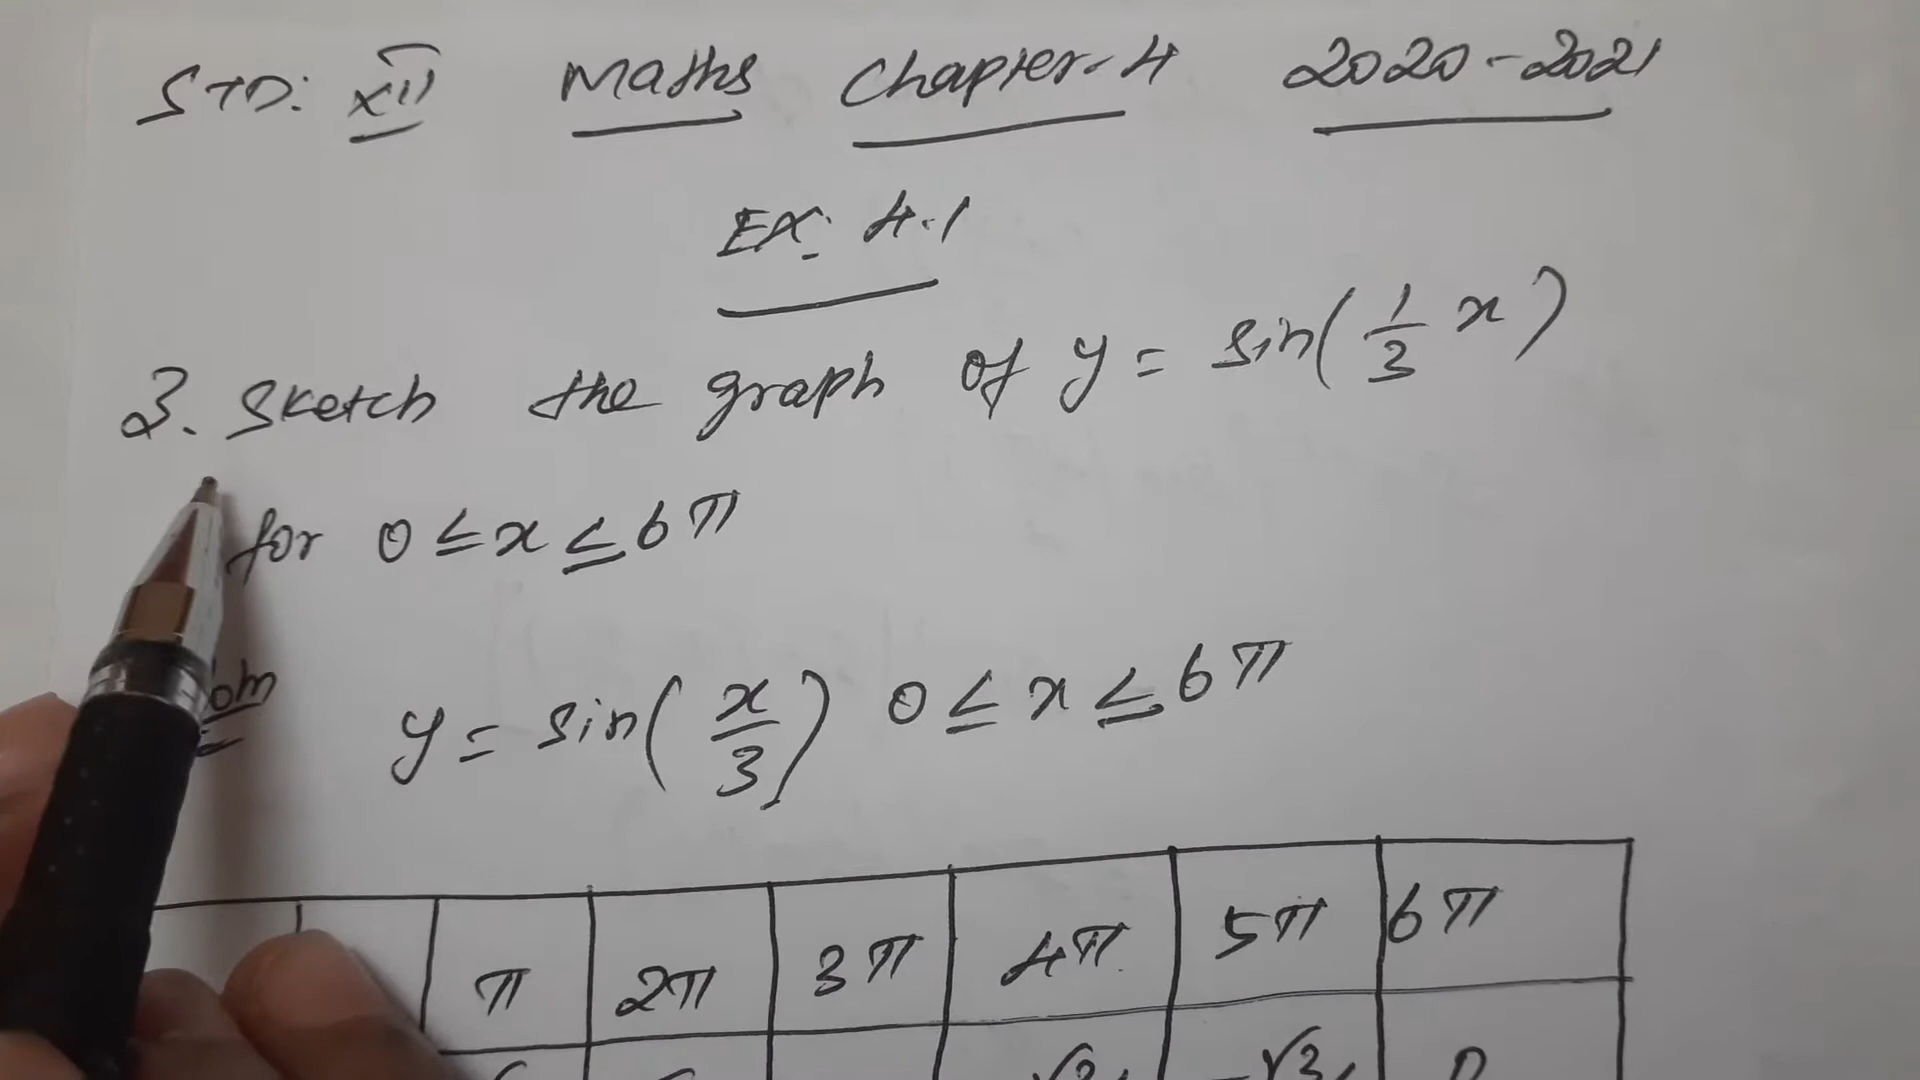 STD: XII Maths Chapter-4 2020-2021
EX: 4.1
3. Sketch the graph of y = sin(1/3 x)
for 0 ≤ x ≤ 6π
y = sin(x/3) 0 ≤ x ≤ 6π
π 2π 3π 4π 5π 6π